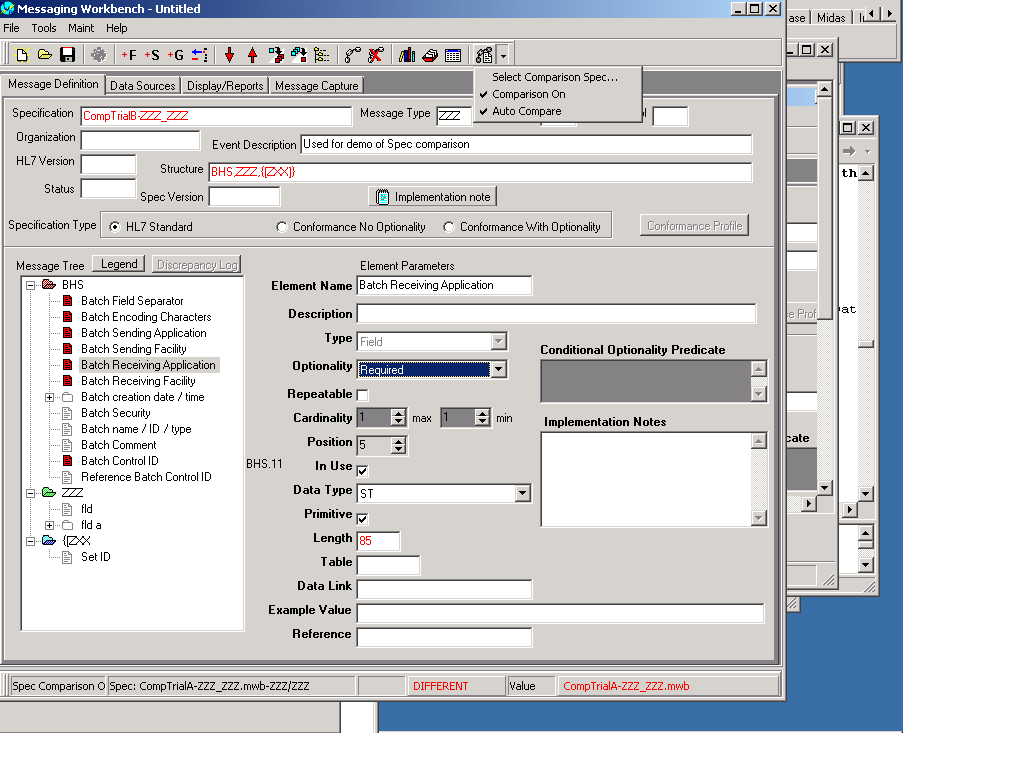 Messaging Workbench - Untitled
File Tools Maint Help
+F +S +G
Select Comparison Spec...
Comparison On
Auto Compare
Message Definition Data Sources Display/Reports Message Capture
Specification CompTrialB-ZZZ_ZZZ Message Type ZZZ
Organization Event Description Used for demo of Spec comparison
HL7 Version Structure BHS,ZZZ,{[ZXX]}
Status Spec Version Implementation note
Specification Type HL7 Standard Conformance No Optionality Conformance With Optionality Conformance Profile
Message Tree Legend Discrepancy Log
BHS
Batch Field Separator
Batch Encoding Characters
Batch Sending Application
Batch Sending Facility
Batch Receiving Application
Batch Receiving Facility
Batch creation date / time
Batch Security
Batch name / ID / type
Batch Comment
Batch Control ID
Reference Batch Control ID
ZZZ
fld
fld a
{[ZXX
Set ID
BHS.11
Element Parameters
Element Name Batch Receiving Application
Description
Type Field
Optionality Required
Conditional Optionality Predicate
Repeatable
Cardinality 1 max 1 min
Implementation Notes
Position 5
In Use
Data Type ST
Primitive
Length 85
Table
Data Link
Example Value
Reference
Spec Comparison O Spec: CompTrialA-ZZZ_ZZZ.mwb-ZZZ/ZZZ DIFFERENT Value CompTrialA-ZZZ_ZZZ.mwb
ase Midas
th
at
ce Prof
cate